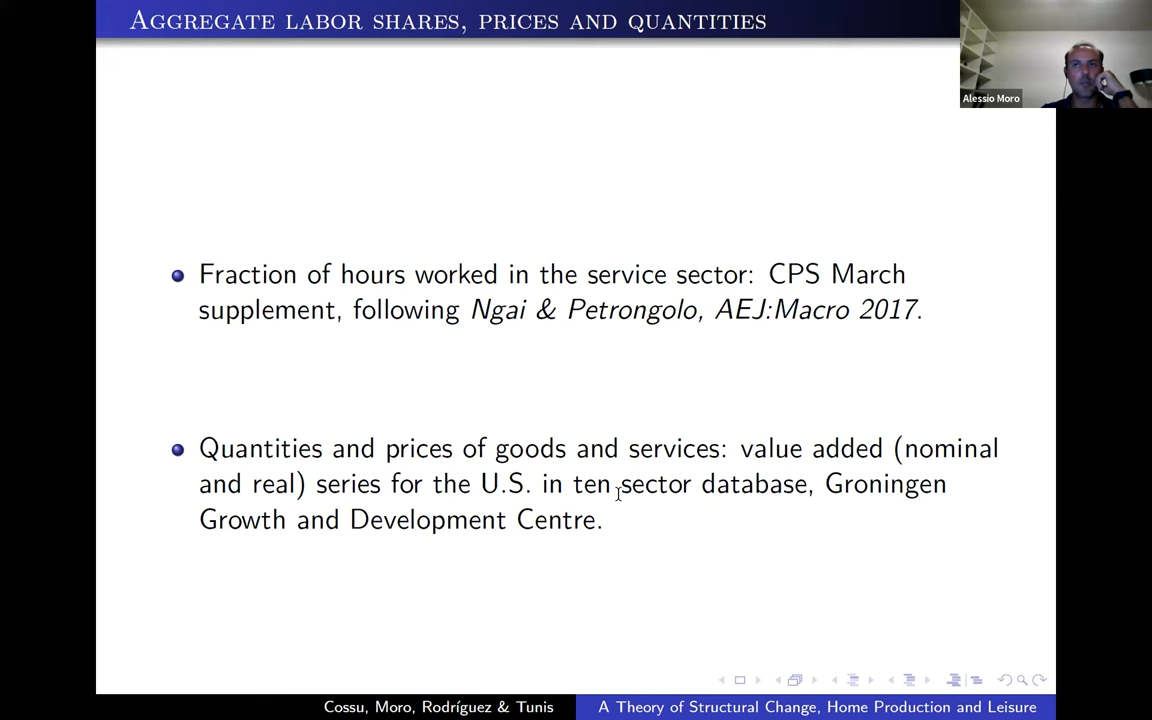 AGGREGATE LABOR SHARES, PRICES AND QUANTITIES
Alessio Moro
Fraction of hours worked in the service sector: CPS March
supplement, following Ngai & Petrongolo, AEJ:Macro 2017.
Quantities and prices of goods and services: value added (nominal
and real) series for the U.S. in ten sector database, Groningen
Growth and Development Centre.
Cossu, Moro, Rodríguez & Tunis
A Theory of Structural Change, Home Production and Leisure